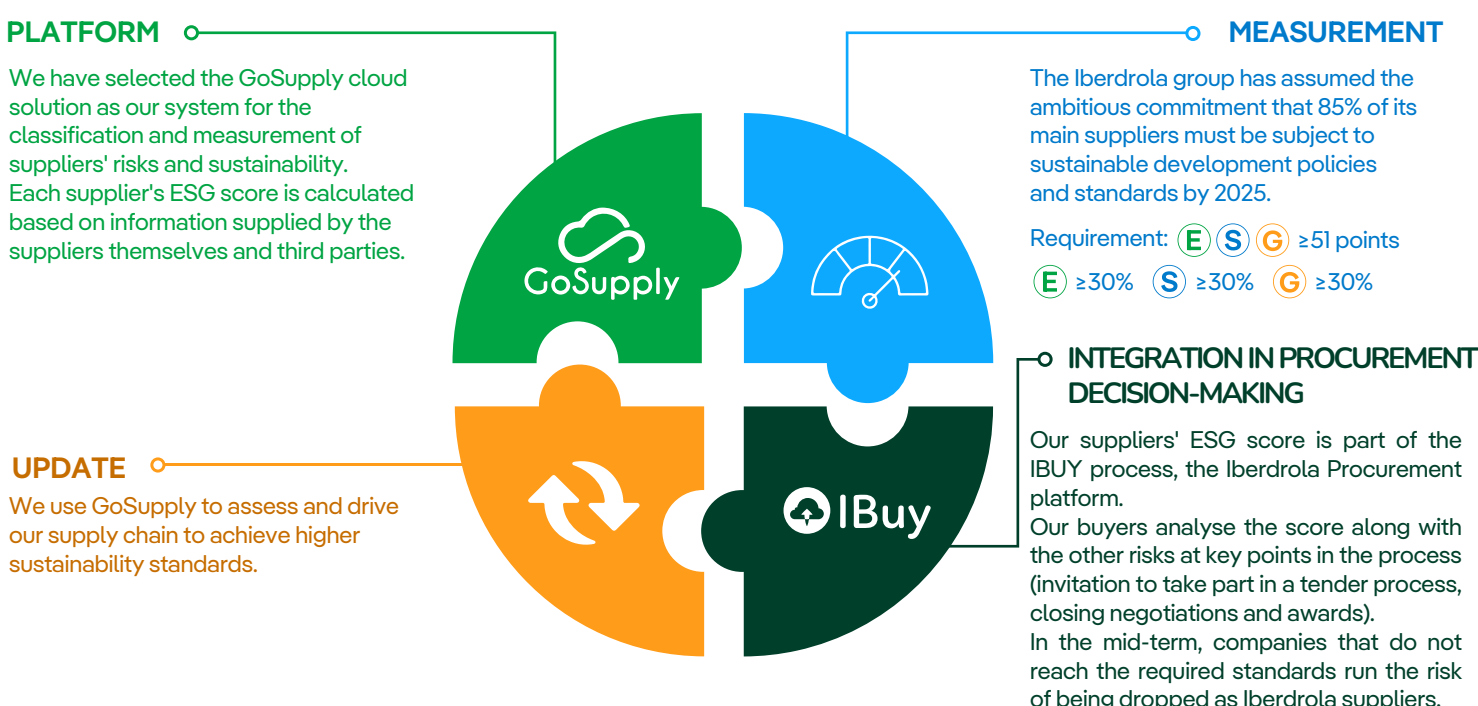 PLATFORM
We have selected the GoSupply cloud
solution as our system for the
classification and measurement of
suppliers' risks and sustainability.
Each supplier's ESG score is calculated
based on information supplied by the
suppliers themselves and third parties.
MEASUREMENT
The Iberdrola group has assumed the
ambitious commitment that 85% of its
main suppliers must be subject to
sustainable development policies
and standards by 2025.
Requirement: E S G ≥51 points
E ≥30% S ≥30% G ≥30%
GoSupply
UPDATE
We use GoSupply to assess and drive
our supply chain to achieve higher
sustainability standards.
IBuy
INTEGRATION IN PROCUREMENT
DECISION-MAKING
Our suppliers' ESG score is part of the
IBUY process, the Iberdrola Procurement
platform.
Our buyers analyse the score along with
the other risks at key points in the process
(invitation to take part in a tender process,
closing negotiations and awards).
In the mid-term, companies that do not
reach the required standards run the risk
of being dropped as Iberdrola suppliers.